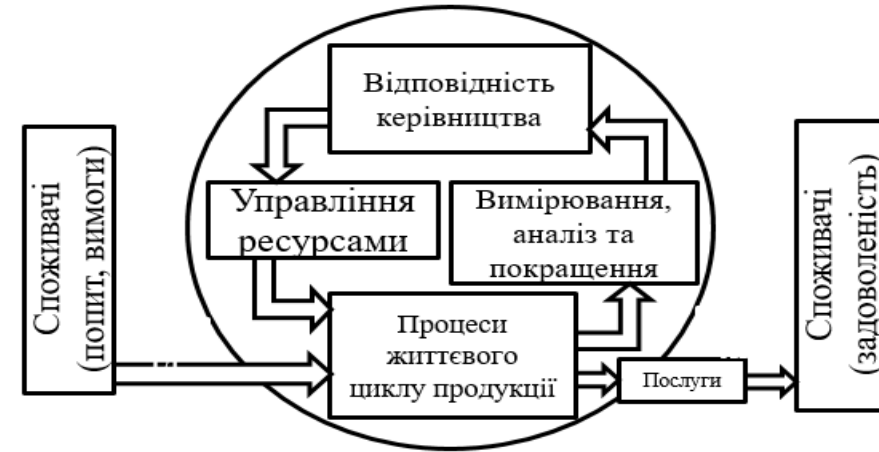 Відповідність
керівництва
Споживачі
(попит, вимоги)
Управління
ресурсами
Вимірювання,
аналіз та
покращення
Споживачі
(задоволеність)
Процеси
життєвого
циклу продукції
Послуги